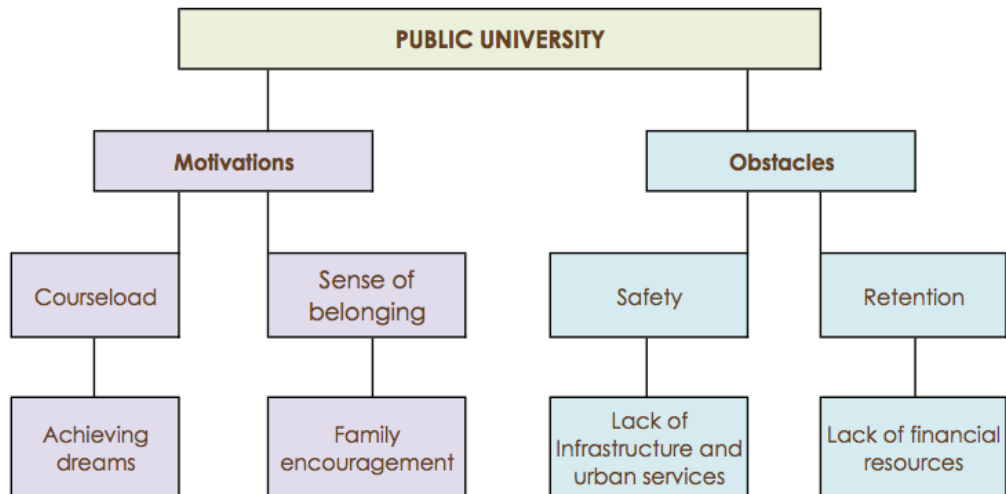 PUBLIC UNIVERSITY
Motivations
Obstacles
Courseload
Sense of
belonging
Safety
Retention
Achieving
dreams
Family
encouragement
Lack of
Infrastructure and
urban services
Lack of financial
resources